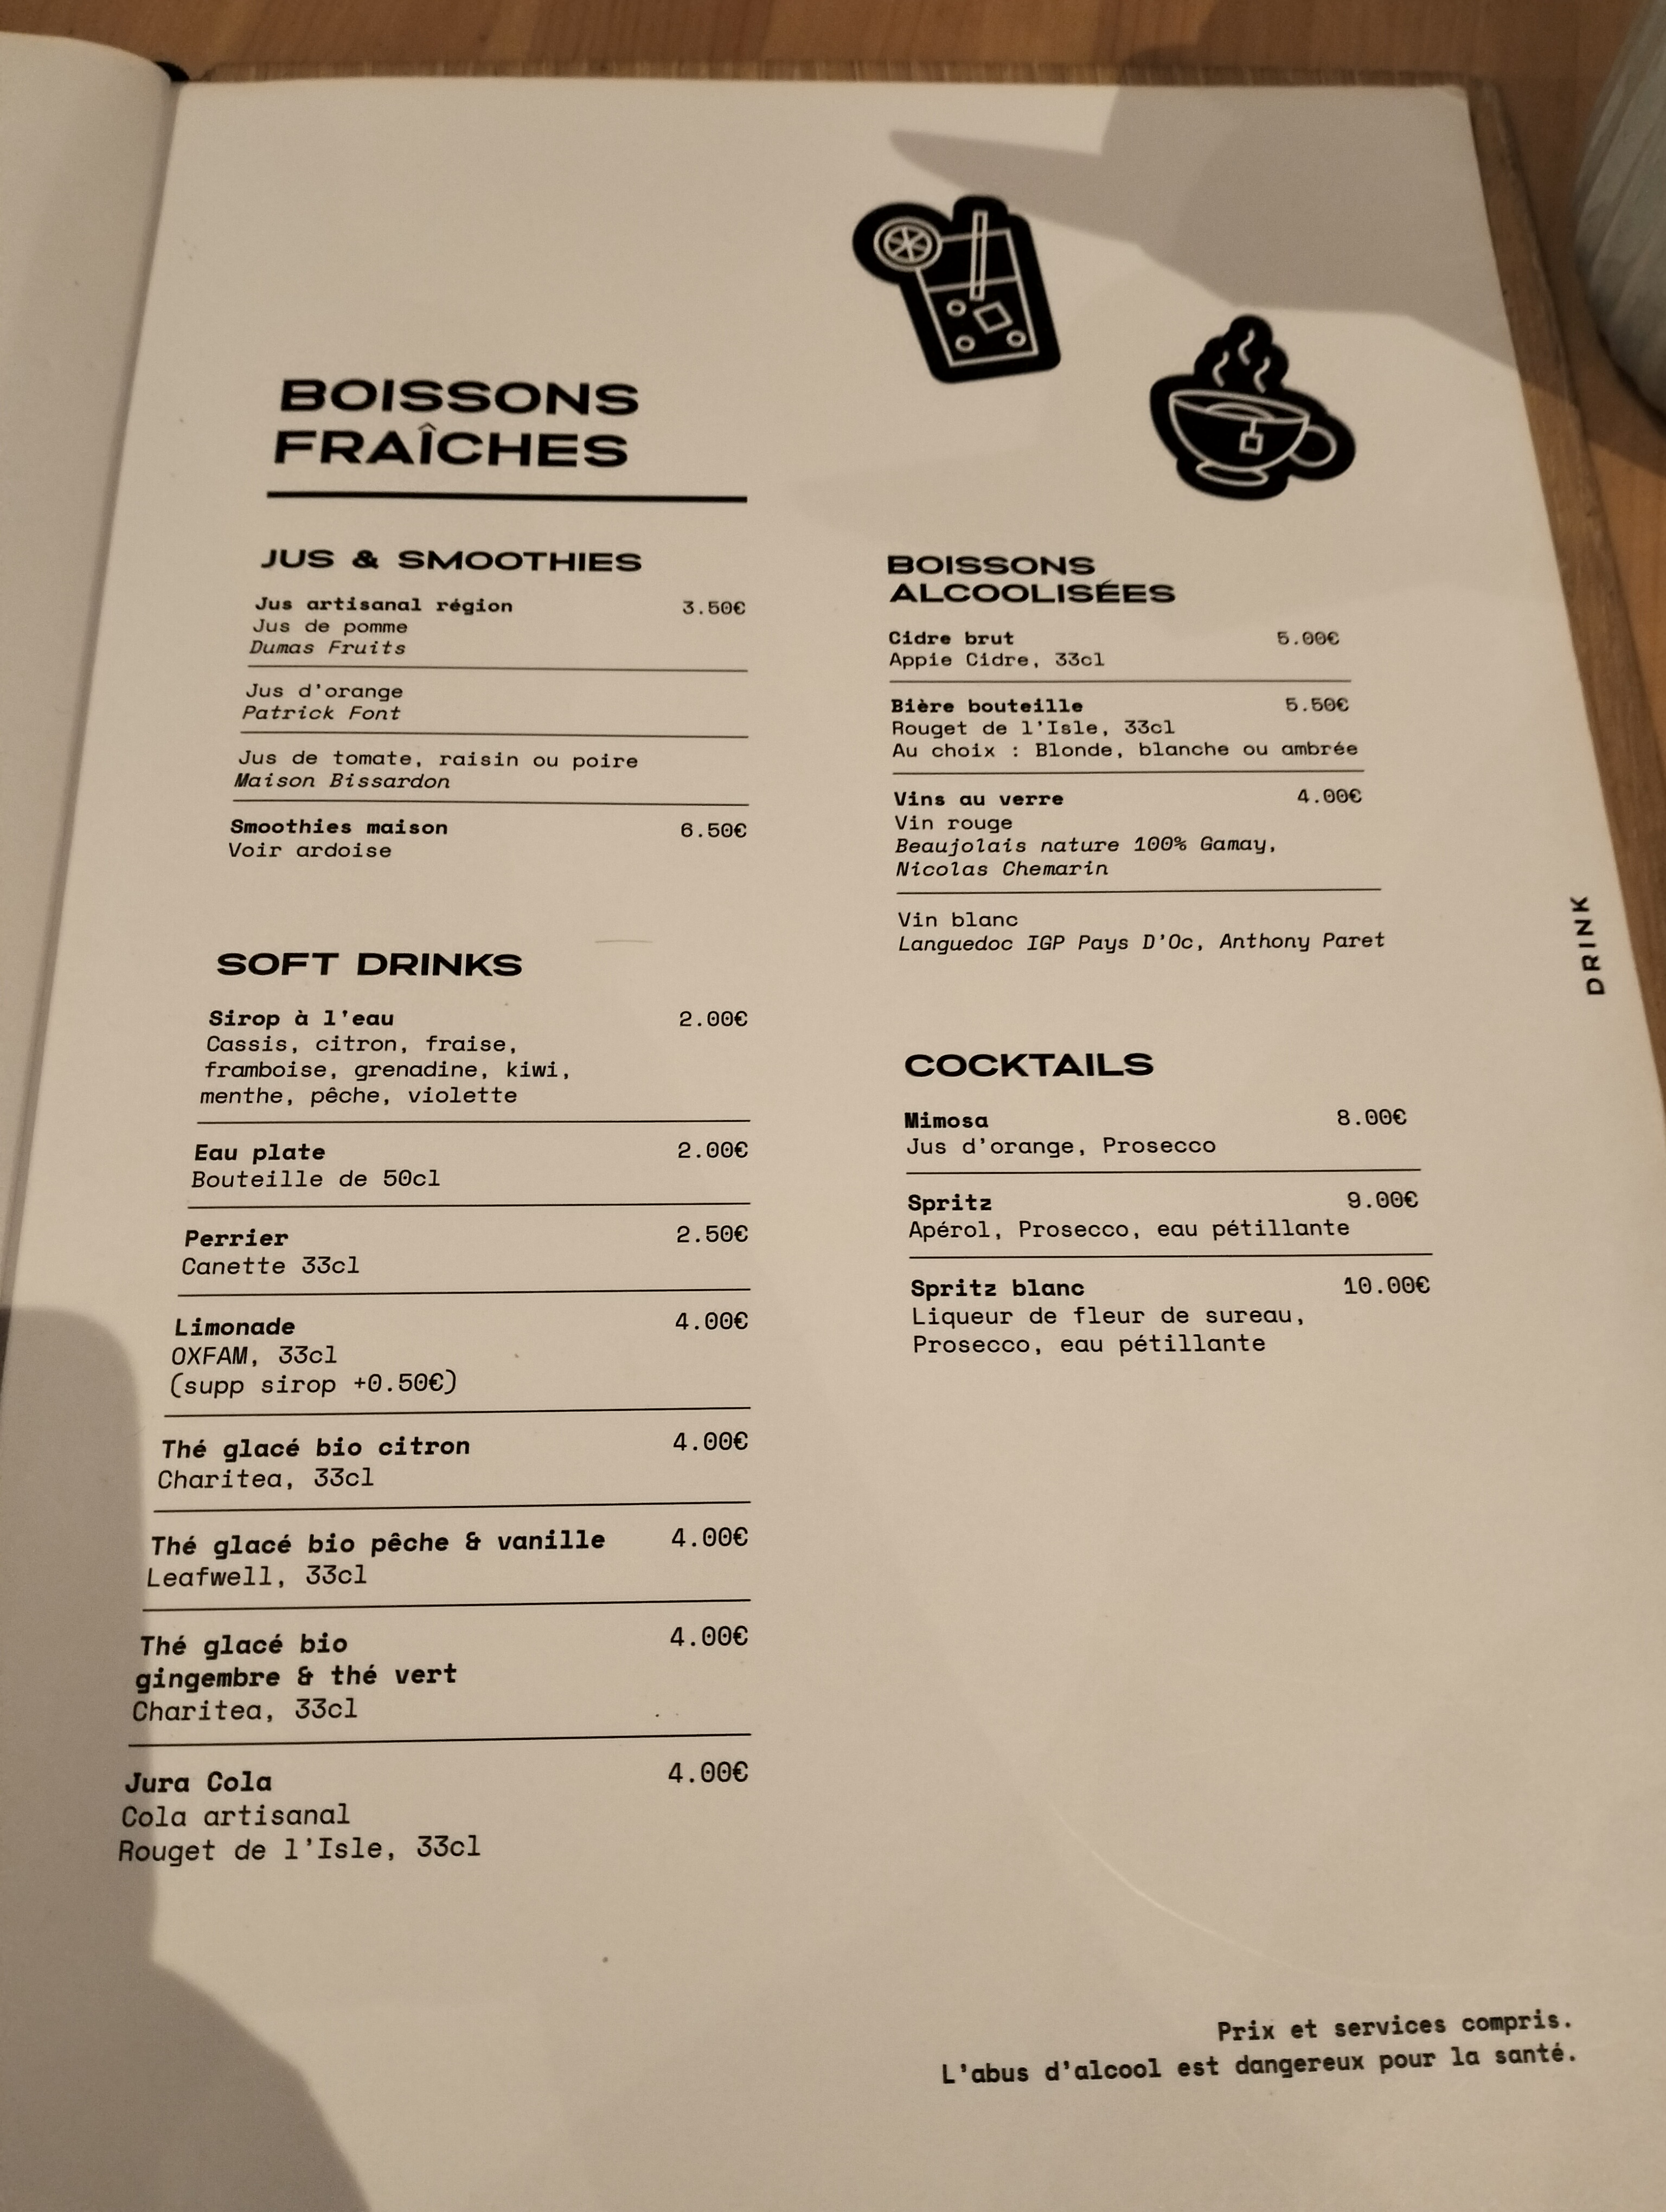 BOISSONS
FRAÎCHES
JUS & SMOOTHIES
Jus artisanal région 3.50€
Jus de pomme
Dumas Fruits
Jus d'orange
Patrick Font
Jus de tomate, raisin ou poire
Maison Bissardon
Smoothies maison 6.50€
Voir ardoise
SOFT DRINKS
Sirop à l'eau 2.00€
Cassis, citron, fraise,
framboise, grenadine, kiwi,
menthe, pêche, violette
Eau plate 2.00€
Bouteille de 50cl
Perrier 2.50€
Canette 33cl
Limonade 4.00€
OXFAM, 33cl
(supp sirop +0.50€)
Thé glacé bio citron 4.00€
Charitea, 33cl
Thé glacé bio pêche & vanille 4.00€
Leafwell, 33cl
Thé glacé bio 4.00€
gingembre & thé vert
Charitea, 33cl
Jura Cola 4.00€
Cola artisanal
Rouget de l'Isle, 33cl
BOISSONS
ALCOOLISÉES
Cidre brut 5.00€
Appie Cidre, 33cl
Bière bouteille 5.50€
Rouget de l'Isle, 33cl
Au choix : Blonde, blanche ou ambrée
Vins au verre 4.00€
Vin rouge
Beaujolais nature 100% Gamay,
Nicolas Chemarin
Vin blanc
Languedoc IGP Pays D'Oc, Anthony Paret
COCKTAILS
Mimosa 8.00€
Jus d'orange, Prosecco
Spritz 9.00€
Apérol, Prosecco, eau pétillante
Spritz blanc 10.00€
Liqueur de fleur de sureau,
Prosecco, eau pétillante
DRINK
Prix et services compris.
L'abus d'alcool est dangereux pour la santé.